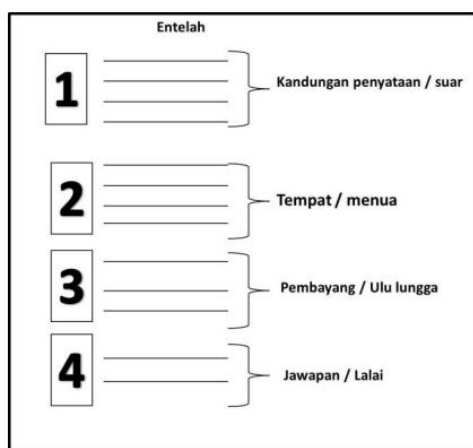 Entelah
1
Kandungan penyataan / suar
2
Tempat / menua
3
Pembayang / Ulu lungga
4
Jawapan / Lalai